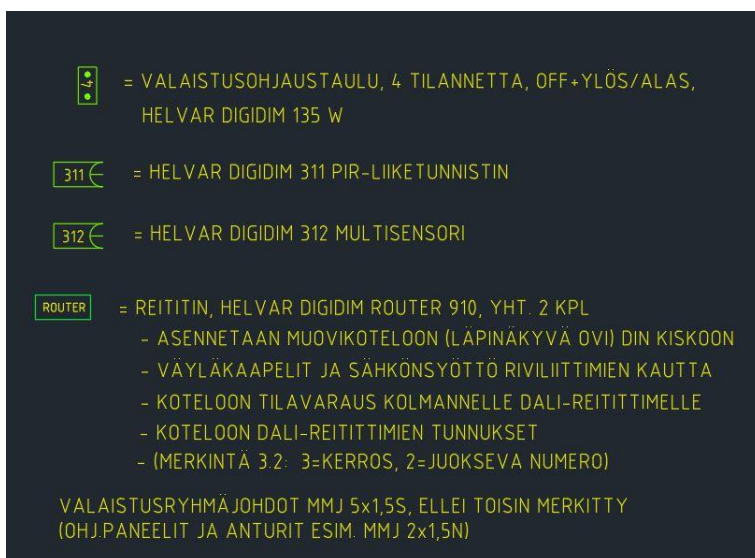 4 = VALAISTUSOHJAUSTAULU, 4 TILANNETTA, OFF+YLÖS/ALAS,
HELVAR DIGIDIM 135 W
311 = HELVAR DIGIDIM 311 PIR-LIIKETUNNISTIN
312 = HELVAR DIGIDIM 312 MULTISENSORI
ROUTER = REITITIN, HELVAR DIGIDIM ROUTER 910, YHT. 2 KPL
- ASENNETAAN MUOVIKOTELOON (LÄPINÄKYVÄ OVI) DIN KISKOON
- VÄYLÄKAAPELIT JA SÄHKÖNSYÖTTÖ RIVILIITTIMIEN KAUTTA
- KOTELOON TILAVARAUS KOLMANNELLE DALI-REITITTIMELLE
- KOTELOON DALI-REITITTIMIEN TUNNUKSET
- (MERKINTÄ 3.2: 3=KERROS, 2=JUOKSEVA NUMERO)
VALAISTUSRYHMÄJOHDOT MMJ 5x1,5S, ELLEI TOISIN MERKITTY
(OHJ.PANEELIT JA ANTURIT ESIM. MMJ 2x1,5N)